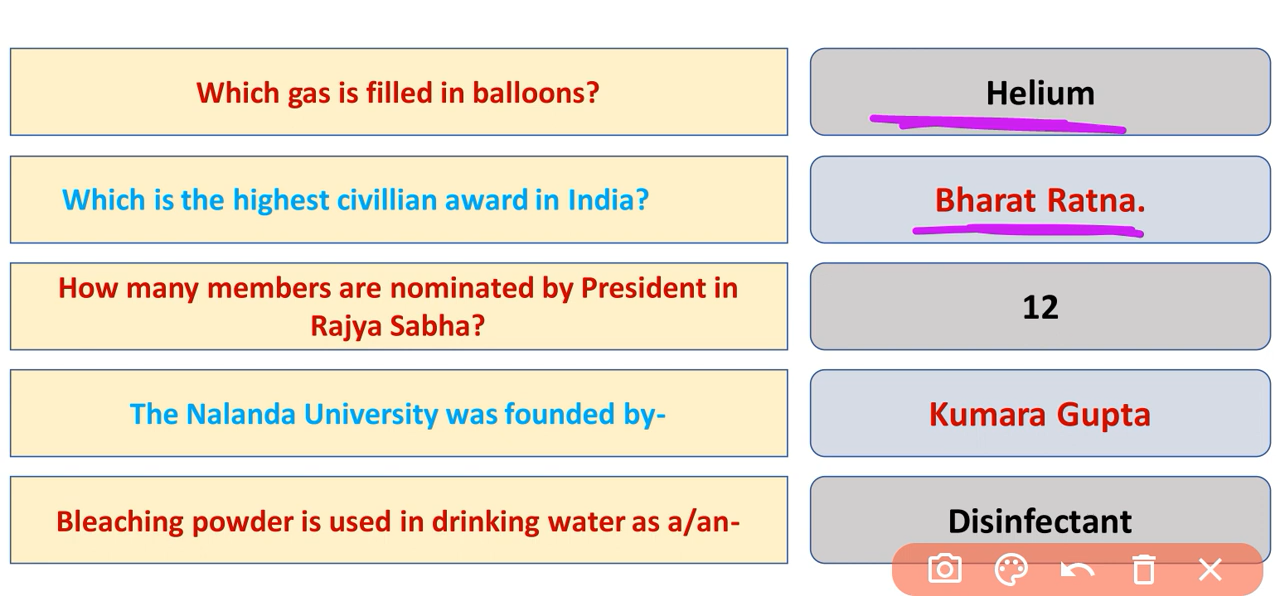 Which gas is filled in balloons?
Helium
Which is the highest civillian award in India?
Bharat Ratna.
How many members are nominated by President in
Rajya Sabha?
12
The Nalanda University was founded by-
Kumara Gupta
Bleaching powder is used in drinking water as a/an-
Disinfectant